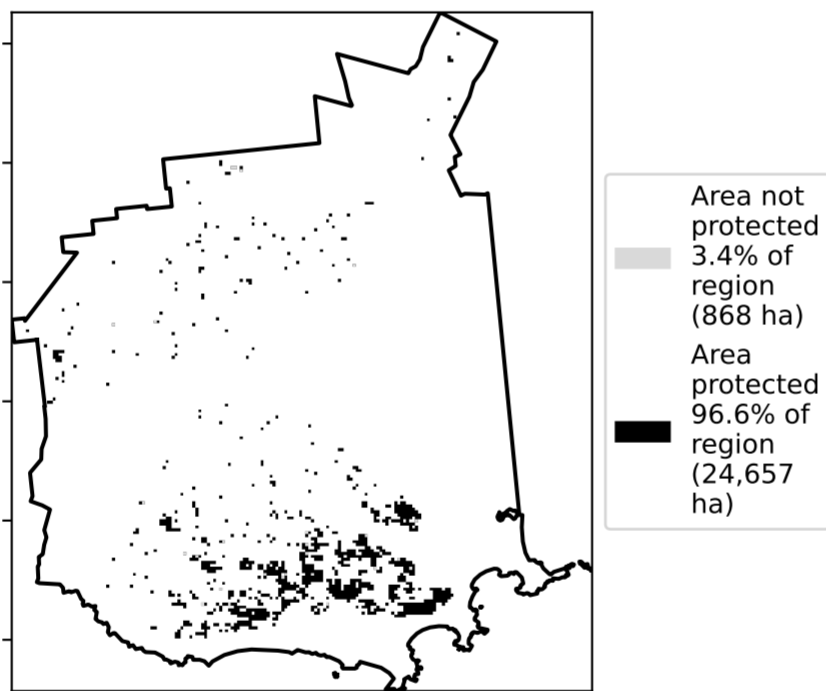 Area not
protected
3.4% of
region
(868 ha)
Area
protected
96.6% of
region
(24,657
ha)